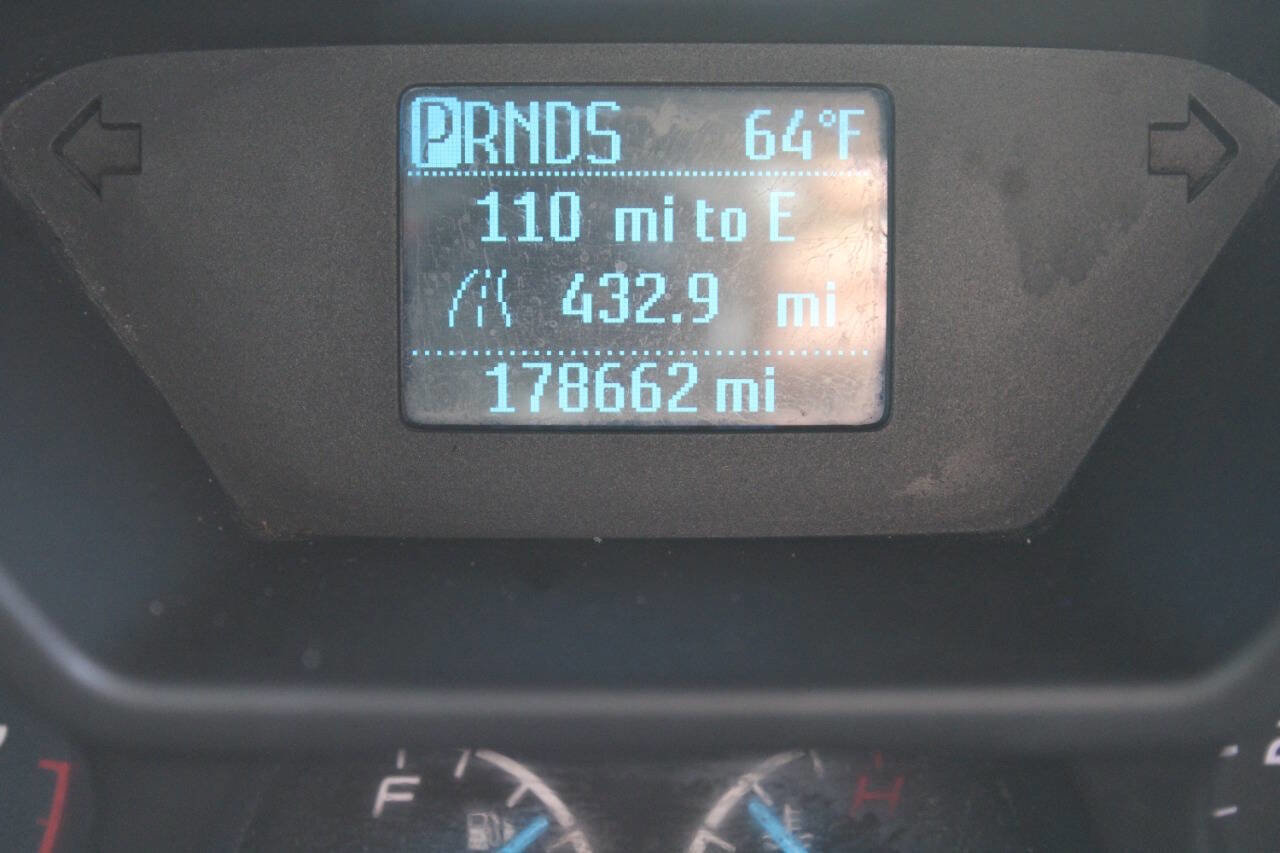 PRNDS 64°F
110 mi to E
432.9 mi
178662 mi
F H